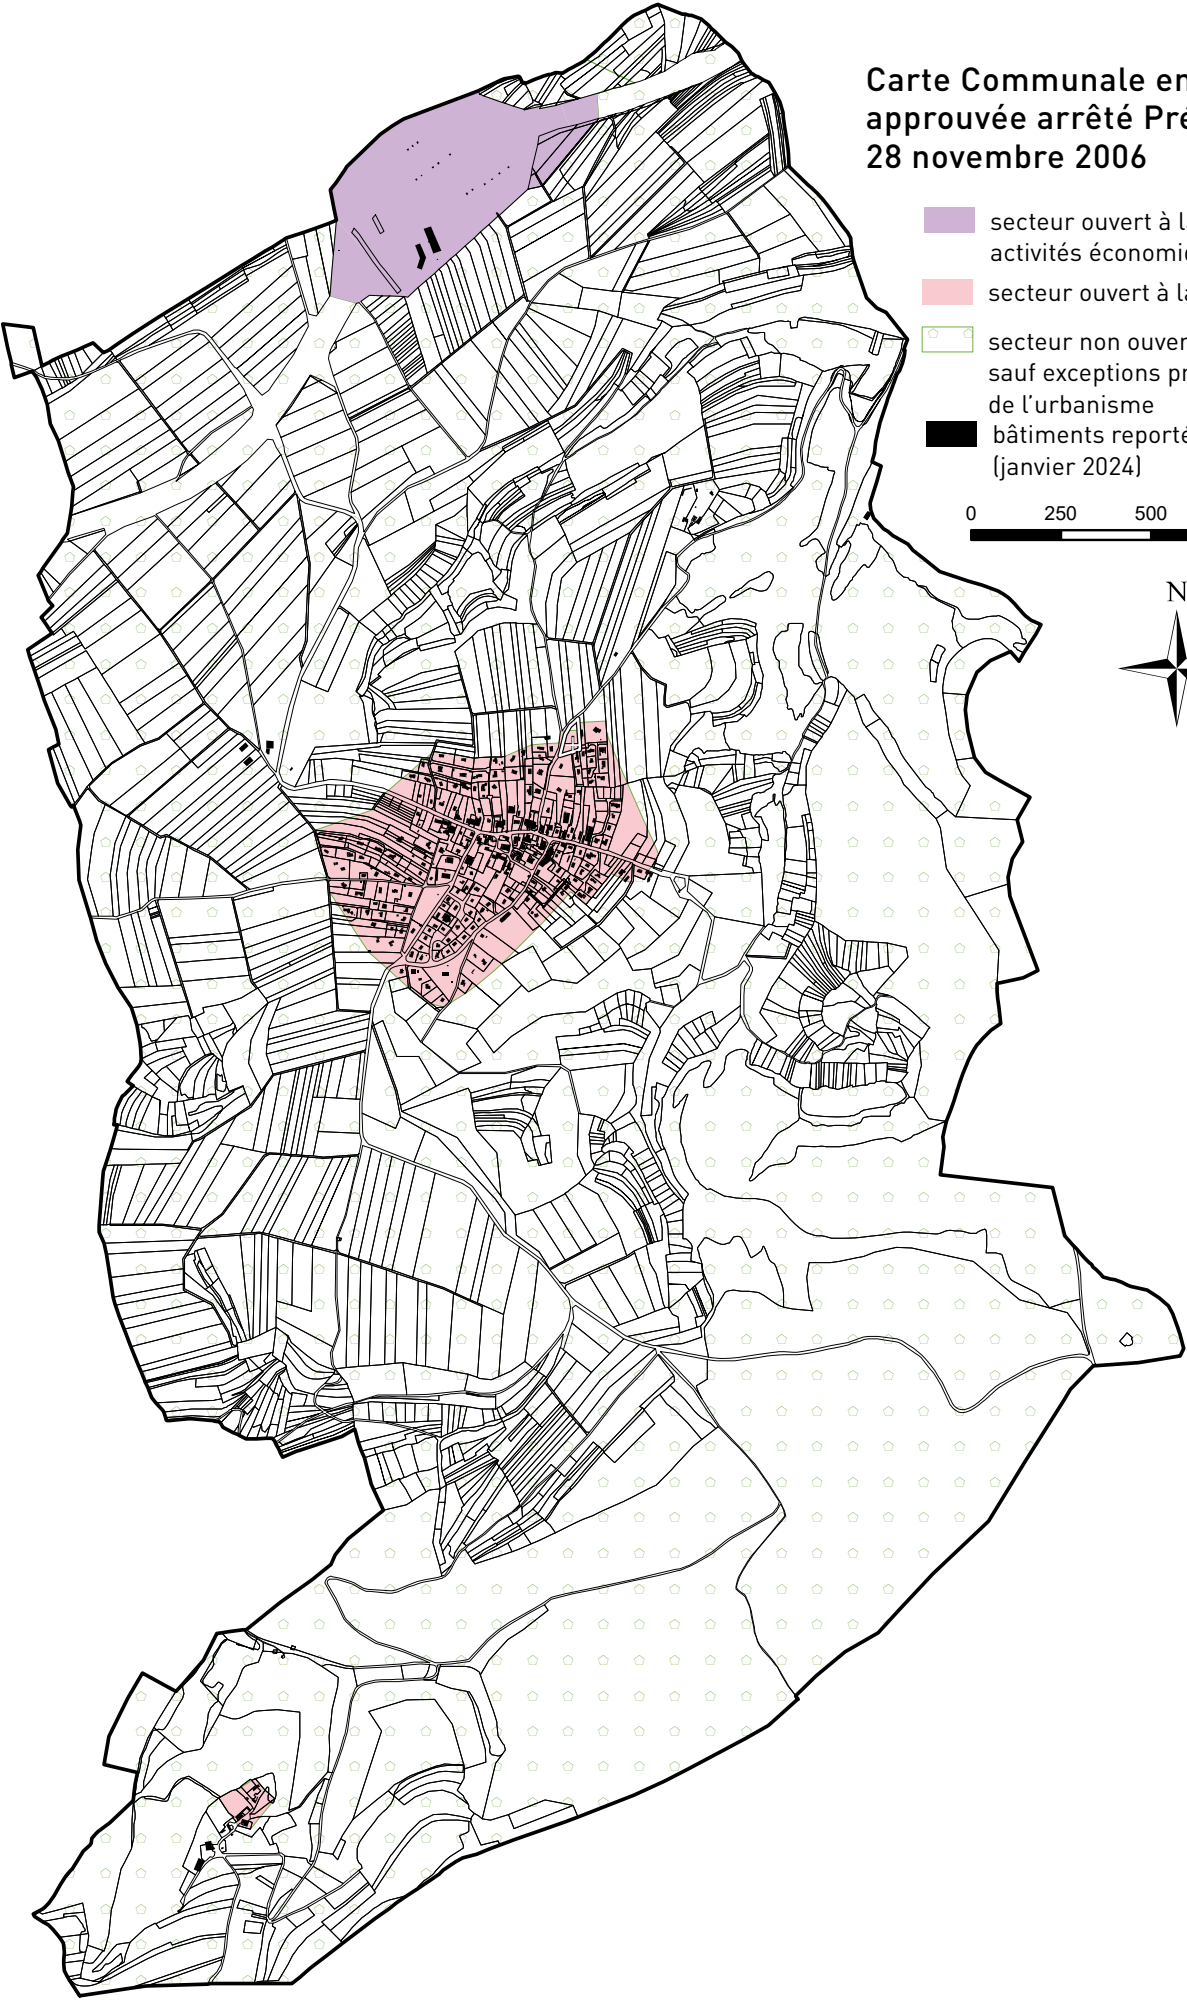 Carte Communale en
approuvée arrêté Pré
28 novembre 2006
secteur ouvert à la
activités économi
secteur ouvert à la
secteur non ouver
sauf exceptions pr
de l'urbanisme
bâtiments reporté
(janvier 2024)
0 250 500
N